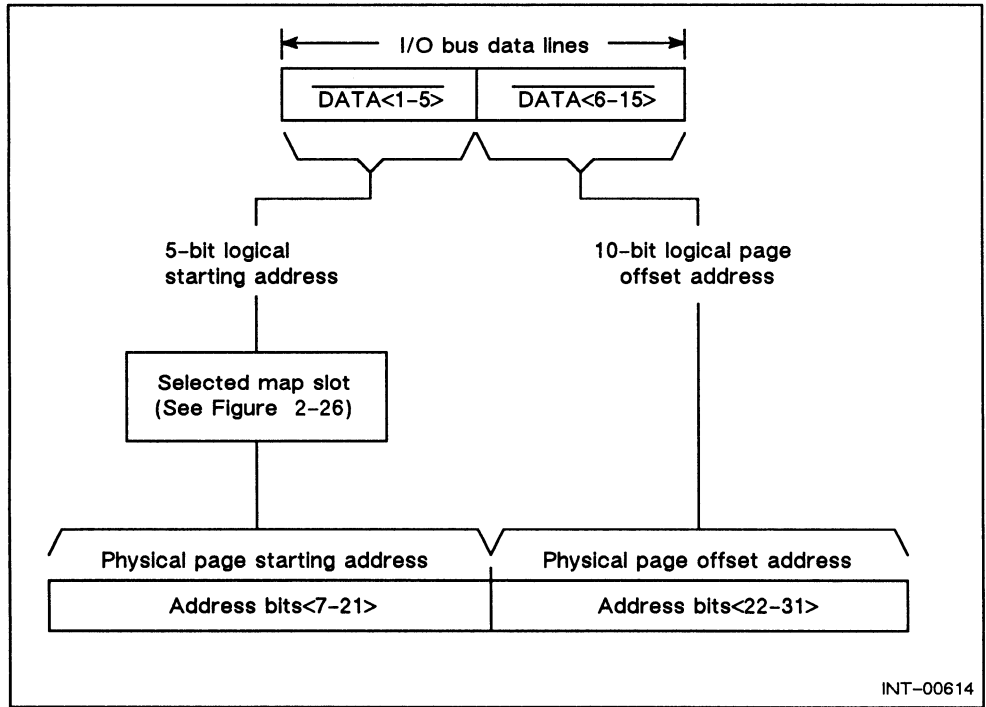 I/O bus data lines
DATA<1-5> DATA<6-15>
5-bit logical
starting address
10-bit logical page
offset address
Selected map slot
(See Figure 2-26)
Physical page starting address Physical page offset address
Address bits<7-21> Address bits<22-31>
INT-00614